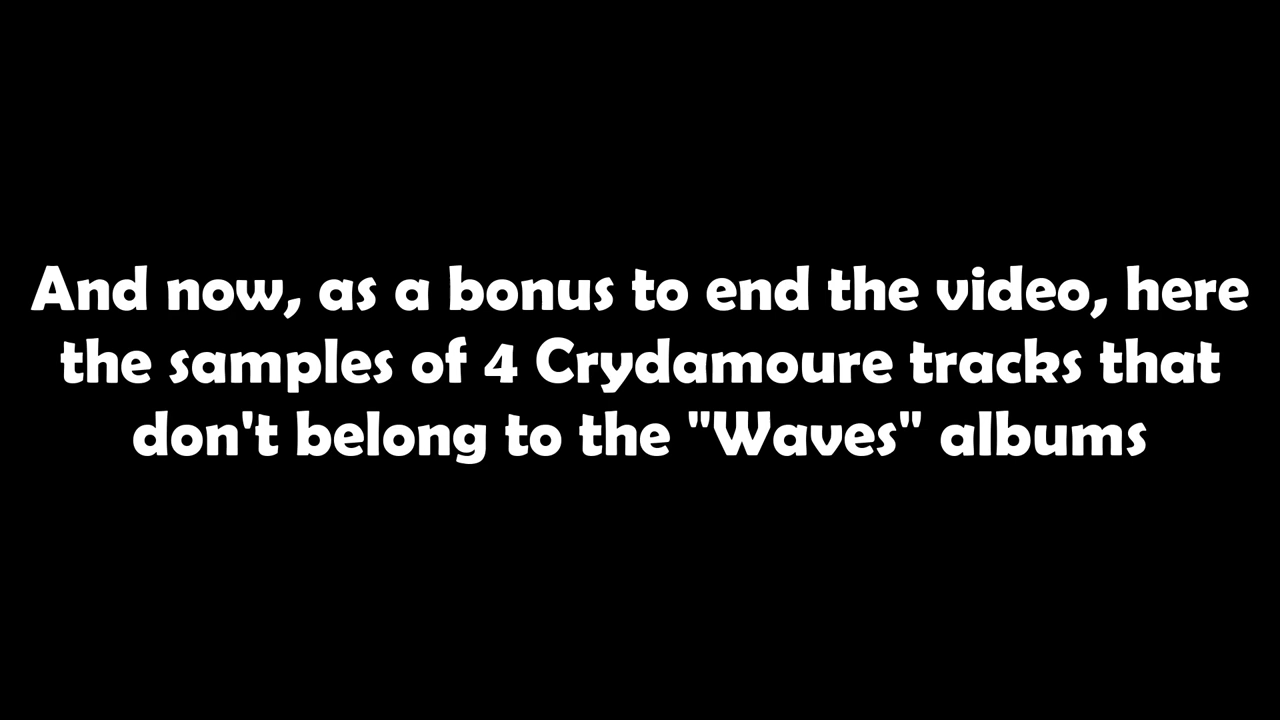 And now, as a bonus to end the video, here
the samples of 4 Crydamoure tracks that
don't belong to the "Waves" albums